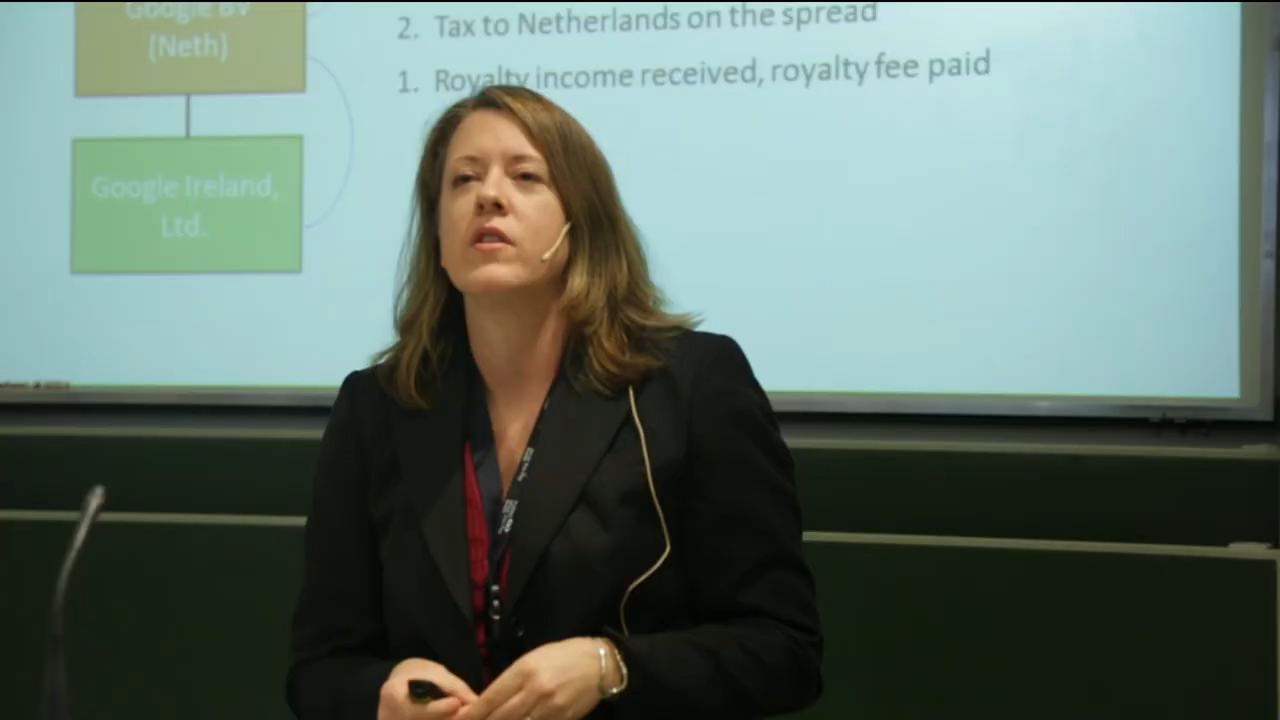 Google BV
(Neth)
2. Tax to Netherlands on the spread
1. Royalty income received, royalty fee paid
Google Ireland,
Ltd.